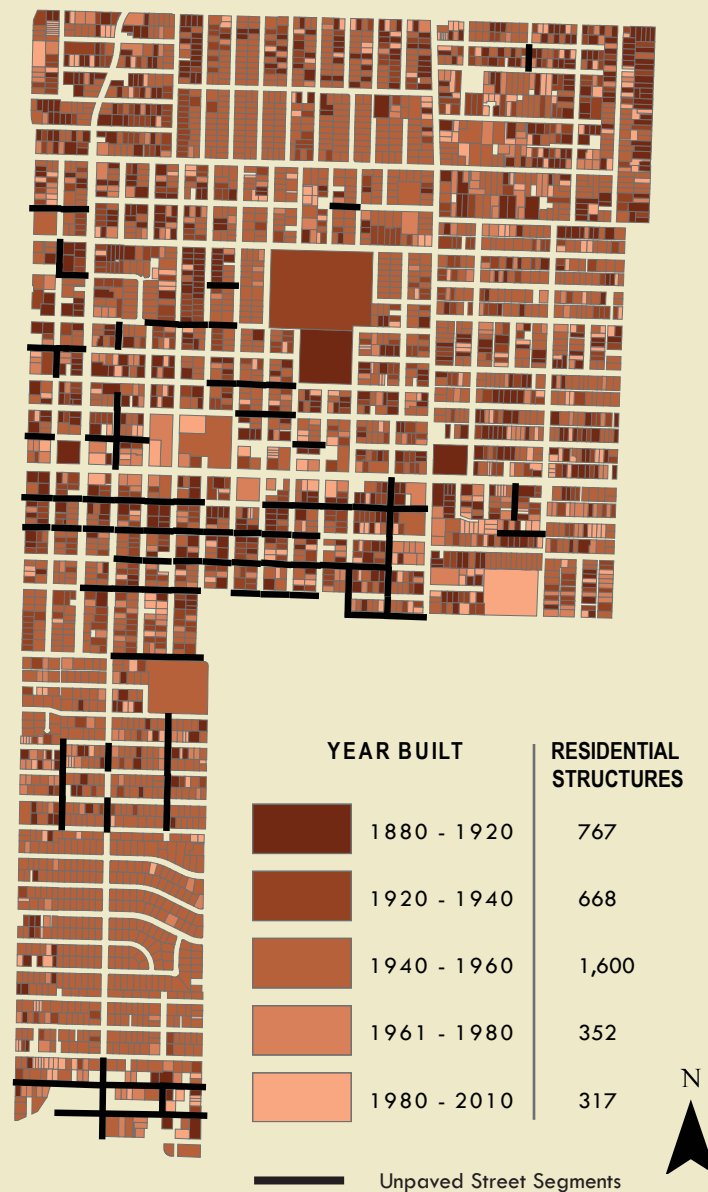 YEAR BUILT
RESIDENTIAL
STRUCTURES
1880 - 1920 767
1920 - 1940 668
1940 - 1960 1,600
1961 - 1980 352
1980 - 2010 317
N
Unpaved Street Segments